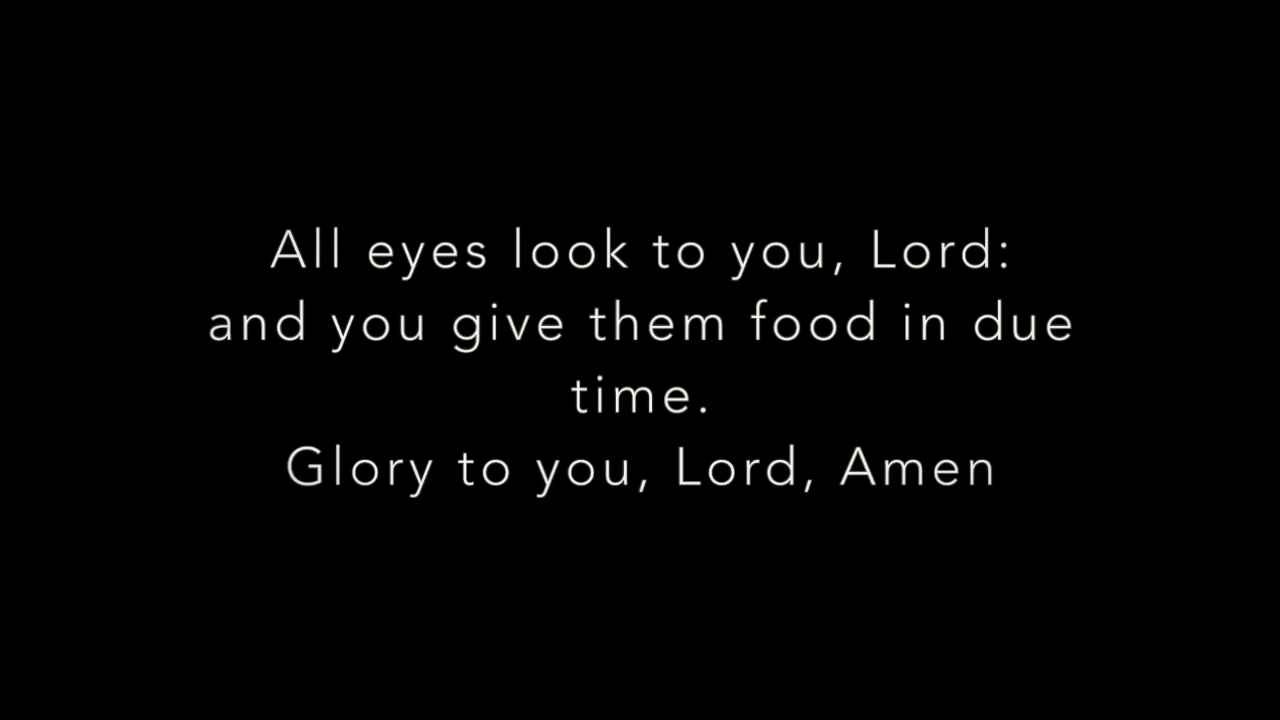 All eyes look to you, Lord:
and you give them food in due
time.
Glory to you, Lord, Amen